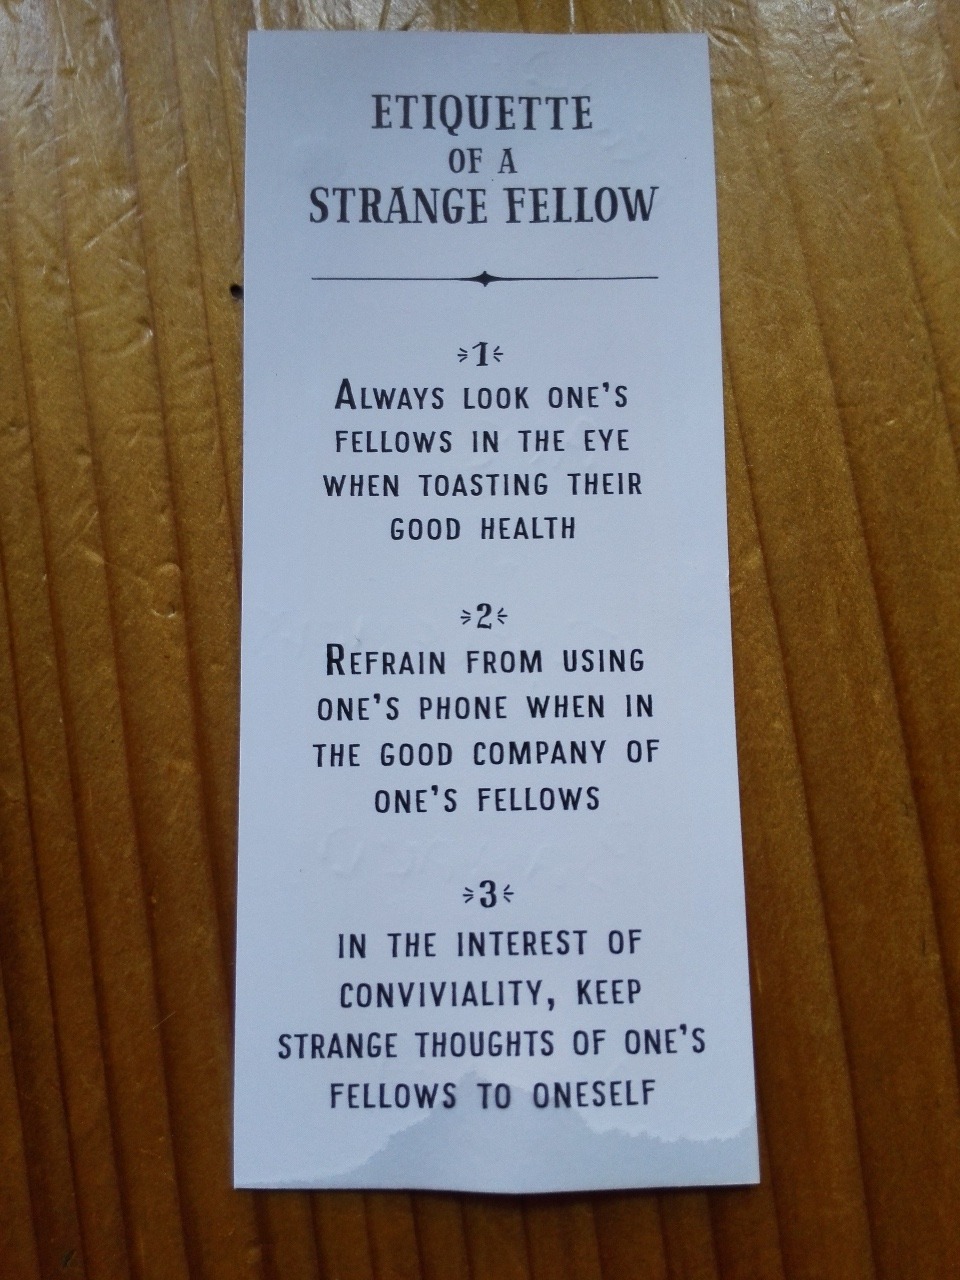 ETIQUETTE
OF A
STRANGE FELLOW
1
ALWAYS LOOK ONE'S
FELLOWS IN THE EYE
WHEN TOASTING THEIR
GOOD HEALTH
2
REFRAIN FROM USING
ONE'S PHONE WHEN IN
THE GOOD COMPANY OF
ONE'S FELLOWS
3
IN THE INTEREST OF
CONVIVIALITY, KEEP
STRANGE THOUGHTS OF ONE'S
FELLOWS TO ONESELF